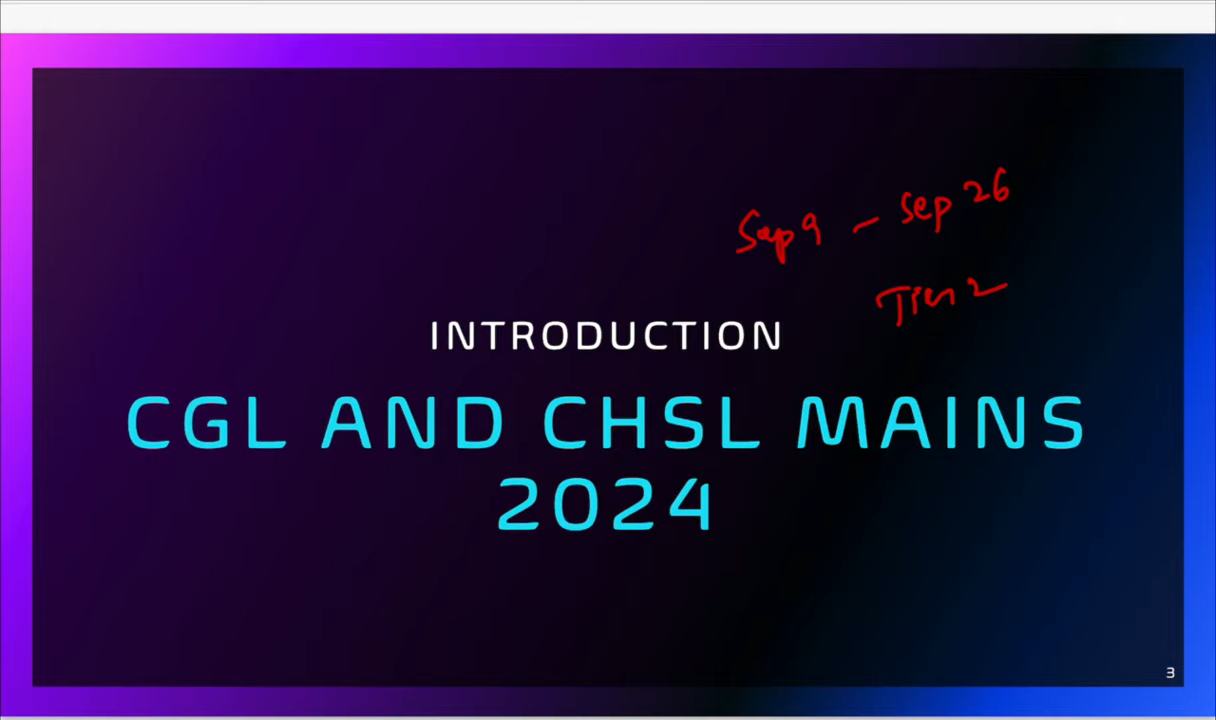 Sep 9 - Sep 26
Tier 2
INTRODUCTION
CGL AND CHSL MAINS
2024
3